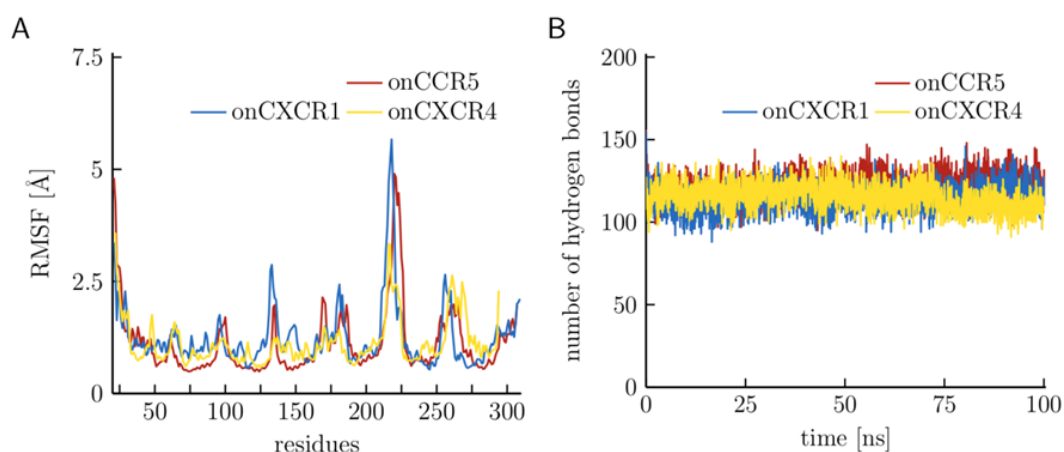 A
7.5
5
2.5
0
RMSF [Å]
onCCR5
onCXCR1 onCXCR4
50 100 150 200 250 300
residues
B
200
150
100
50
0
number of hydrogen bonds
onCCR5
onCXCR1 onCXCR4
0 25 50 75 100
time [ns]